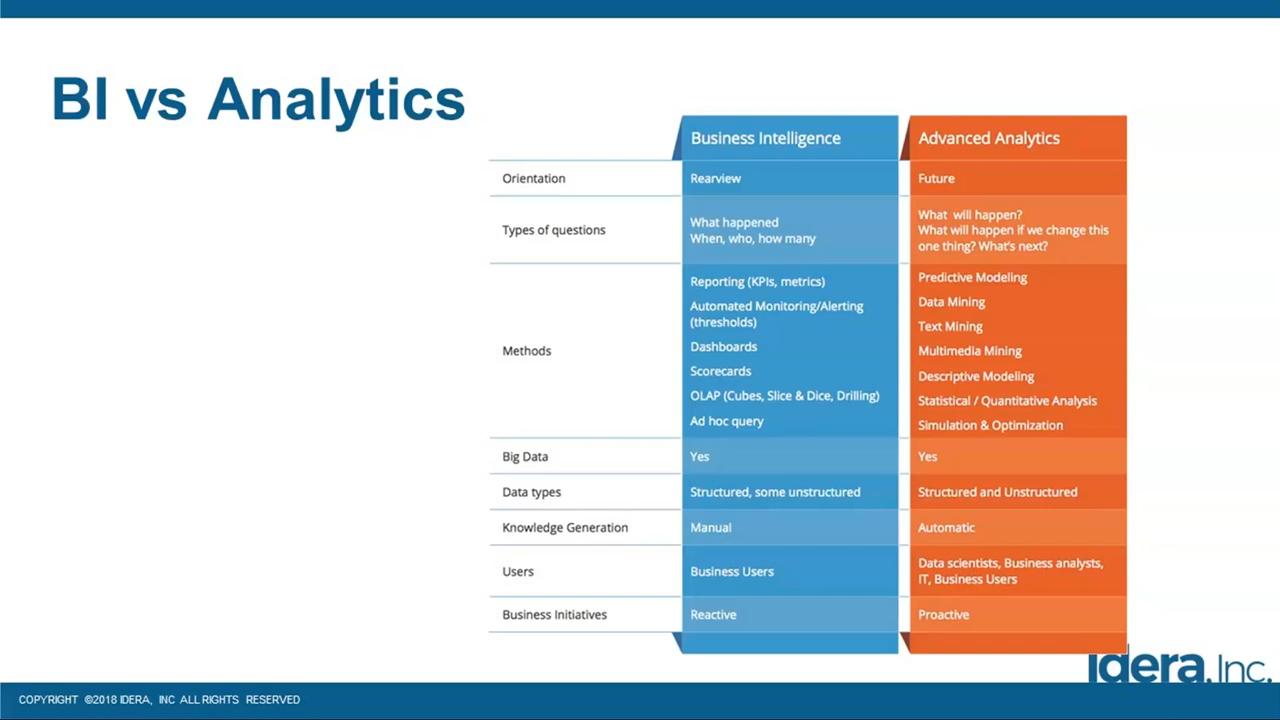 BI vs Analytics
Business Intelligence
Advanced Analytics
Orientation
Rearview
Future
Types of questions
What happened
When, who, how many
What will happen?
What will happen if we change this
one thing? What's next?
Methods
Reporting (KPIs, metrics)
Automated Monitoring/Alerting
(thresholds)
Dashboards
Scorecards
OLAP (Cubes, Slice & Dice, Drilling)
Ad hoc query
Predictive Modeling
Data Mining
Text Mining
Multimedia Mining
Descriptive Modeling
Statistical / Quantitative Analysis
Simulation & Optimization
Big Data
Yes
Yes
Data types
Structured, some unstructured
Structured and Unstructured
Knowledge Generation
Manual
Automatic
Users
Business Users
Data scientists, Business analysts,
IT, Business Users
Business Initiatives
Reactive
Proactive
idera, Inc.
COPYRIGHT ©2018 IDERA, INC ALL RIGHTS RESERVED